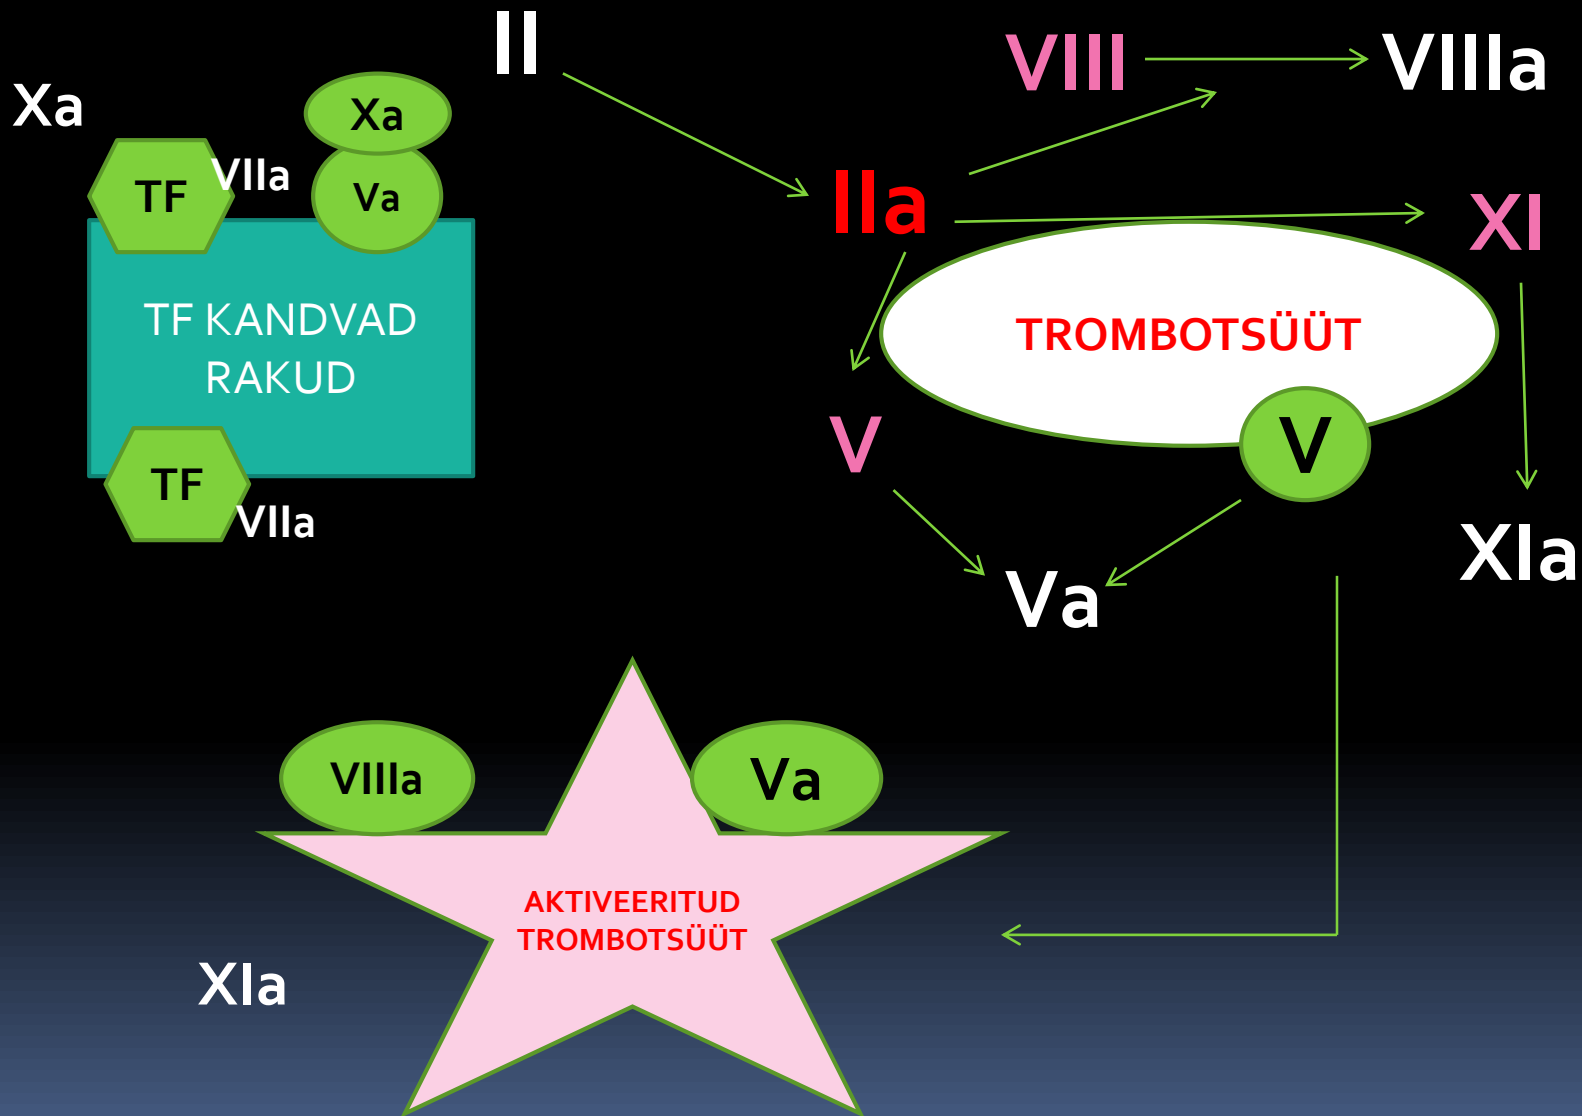 II
VIII
VIIIa
Xa
Xa
TF
VIIa
Va
IIa
XI
TF KANDVAD
RAKUD
TROMBOTSÜÜT
V
V
TF
VIIa
XIa
Va
VIIIa
Va
AKTIVEERITUD
TROMBOTSÜÜT
XIa